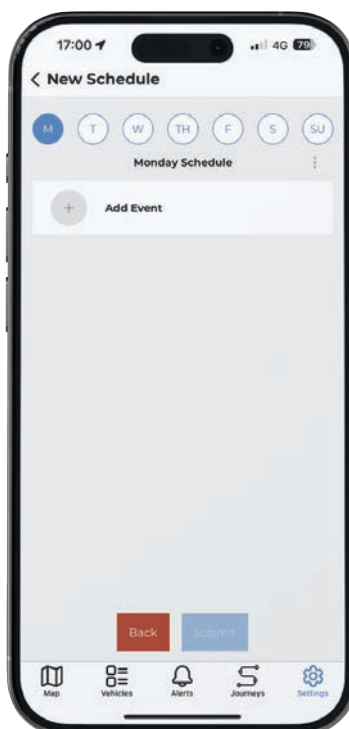 17:00 4G 79
New Schedule
M T W TH F S SU
Monday Schedule
Add Event
Back Submit
Map Vehicles Alerts Journeys Settings